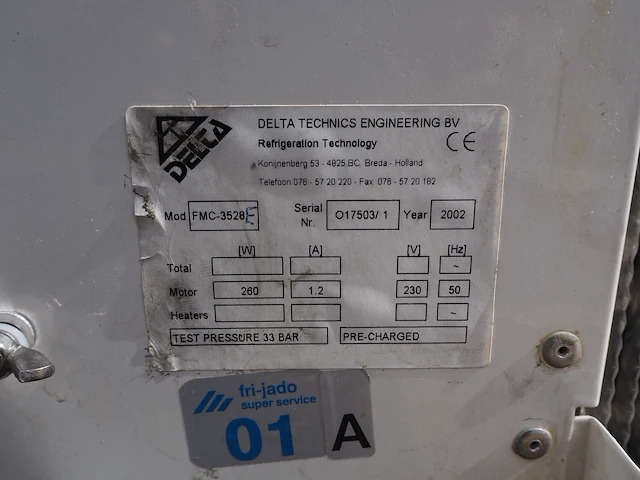 DELTA
DELTA TECHNICS ENGINEERING BV
Refrigeration Technology
CE
Konijnenberg 53 - 4825 BC, Breda - Holland
Telefoon 076 - 57 20 220 - Fax 076 - 57 20 182
Mod FMC-3528E Serial Nr. O17503/ 1 Year 2002
[W] [A] [V] [Hz]
Total ~
Motor 260 1.2 230 50
Heaters ~
TEST PRESSURE 33 BAR PRE-CHARGED
fri-jado
super service
01 A